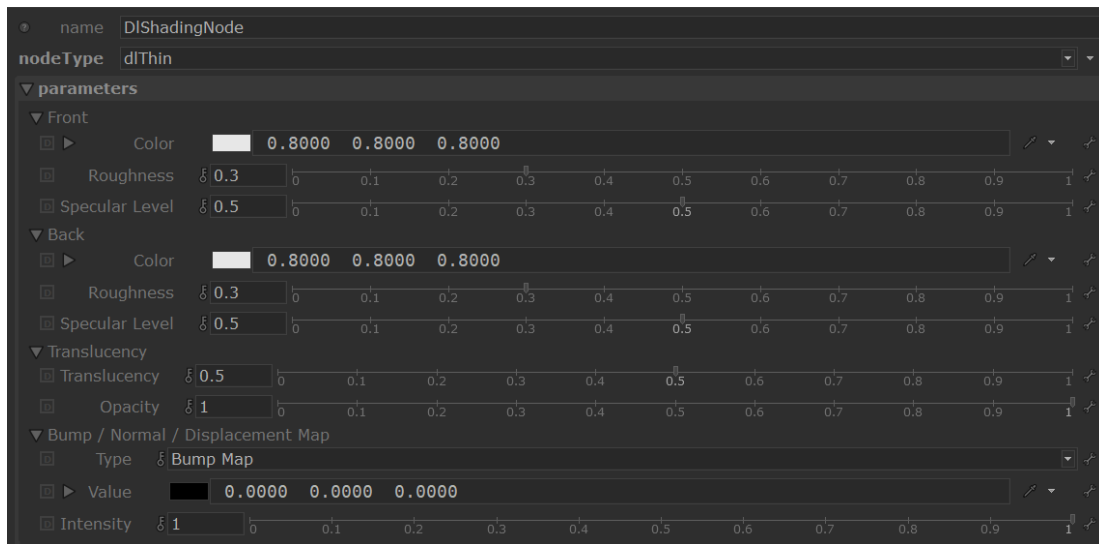 name DlShadingNode
nodeType dlThin
parameters
Front
Color 0.8000 0.8000 0.8000
Roughness 0.3 0 0.1 0.2 0.3 0.4 0.5 0.6 0.7 0.8 0.9 1
Specular Level 0.5 0 0.1 0.2 0.3 0.4 0.5 0.6 0.7 0.8 0.9 1
Back
Color 0.8000 0.8000 0.8000
Roughness 0.3 0 0.1 0.2 0.3 0.4 0.5 0.6 0.7 0.8 0.9 1
Specular Level 0.5 0 0.1 0.2 0.3 0.4 0.5 0.6 0.7 0.8 0.9 1
Translucency
Translucency 0.5 0 0.1 0.2 0.3 0.4 0.5 0.6 0.7 0.8 0.9 1
Opacity 1 0 0.1 0.2 0.3 0.4 0.5 0.6 0.7 0.8 0.9 1
Bump / Normal / Displacement Map
Type Bump Map
Value 0.0000 0.0000 0.0000
Intensity 1 0 0.1 0.2 0.3 0.4 0.5 0.6 0.7 0.8 0.9 1